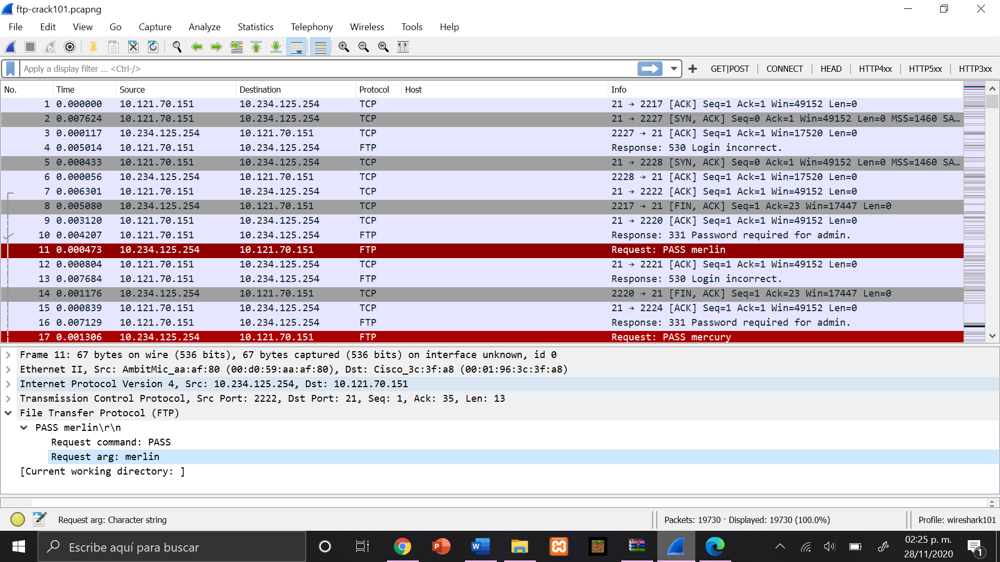 ftp-crack101.pcapng
File Edit View Go Capture Analyze Statistics Telephony Wireless Tools Help
Apply a display filter … <Ctrl-/> GET|POST CONNECT HEAD HTTP4xx HTTP5xx HTTP3xx
No. Time Source Destination Protocol Host Info
1 0.000000 10.121.70.151 10.234.125.254 TCP 21 → 2217 [ACK] Seq=1 Ack=1 Win=49152 Len=0
2 0.007624 10.121.70.151 10.234.125.254 TCP 21 → 2227 [SYN, ACK] Seq=0 Ack=1 Win=49152 Len=0 MSS=1460 SA…
3 0.000117 10.234.125.254 10.121.70.151 TCP 2227 → 21 [ACK] Seq=1 Ack=1 Win=17520 Len=0
4 0.005014 10.121.70.151 10.234.125.254 FTP Response: 530 Login incorrect.
5 0.000433 10.121.70.151 10.234.125.254 TCP 21 → 2228 [SYN, ACK] Seq=0 Ack=1 Win=49152 Len=0 MSS=1460 SA…
6 0.000056 10.234.125.254 10.121.70.151 TCP 2228 → 21 [ACK] Seq=1 Ack=1 Win=17520 Len=0
7 0.006301 10.121.70.151 10.234.125.254 TCP 21 → 2222 [ACK] Seq=1 Ack=1 Win=49152 Len=0
8 0.005080 10.234.125.254 10.121.70.151 TCP 2217 → 21 [FIN, ACK] Seq=1 Ack=23 Win=17447 Len=0
9 0.003120 10.121.70.151 10.234.125.254 TCP 21 → 2220 [ACK] Seq=1 Ack=1 Win=49152 Len=0
10 0.004207 10.121.70.151 10.234.125.254 FTP Response: 331 Password required for admin.
11 0.000473 10.234.125.254 10.121.70.151 FTP Request: PASS merlin
12 0.000804 10.121.70.151 10.234.125.254 TCP 21 → 2221 [ACK] Seq=1 Ack=1 Win=49152 Len=0
13 0.007684 10.121.70.151 10.234.125.254 FTP Response: 530 Login incorrect.
14 0.001176 10.234.125.254 10.121.70.151 TCP 2220 → 21 [FIN, ACK] Seq=1 Ack=23 Win=17447 Len=0
15 0.000839 10.121.70.151 10.234.125.254 TCP 21 → 2224 [ACK] Seq=1 Ack=1 Win=49152 Len=0
16 0.007129 10.121.70.151 10.234.125.254 FTP Response: 331 Password required for admin.
17 0.001306 10.234.125.254 10.121.70.151 FTP Request: PASS mercury
Frame 11: 67 bytes on wire (536 bits), 67 bytes captured (536 bits) on interface unknown, id 0
Ethernet II, Src: AmbitMic_aa:af:80 (00:d0:59:aa:af:80), Dst: Cisco_3c:3f:a8 (00:01:96:3c:3f:a8)
Internet Protocol Version 4, Src: 10.234.125.254, Dst: 10.121.70.151
Transmission Control Protocol, Src Port: 2222, Dst Port: 21, Seq: 1, Ack: 35, Len: 13
File Transfer Protocol (FTP)
PASS merlin\r\n
Request command: PASS
Request arg: merlin
[Current working directory: ]
Request arg: Character string Packets: 19730 · Displayed: 19730 (100.0%) Profile: wireshark101
Escribe aquí para buscar
02:25 p. m.
28/11/2020
1